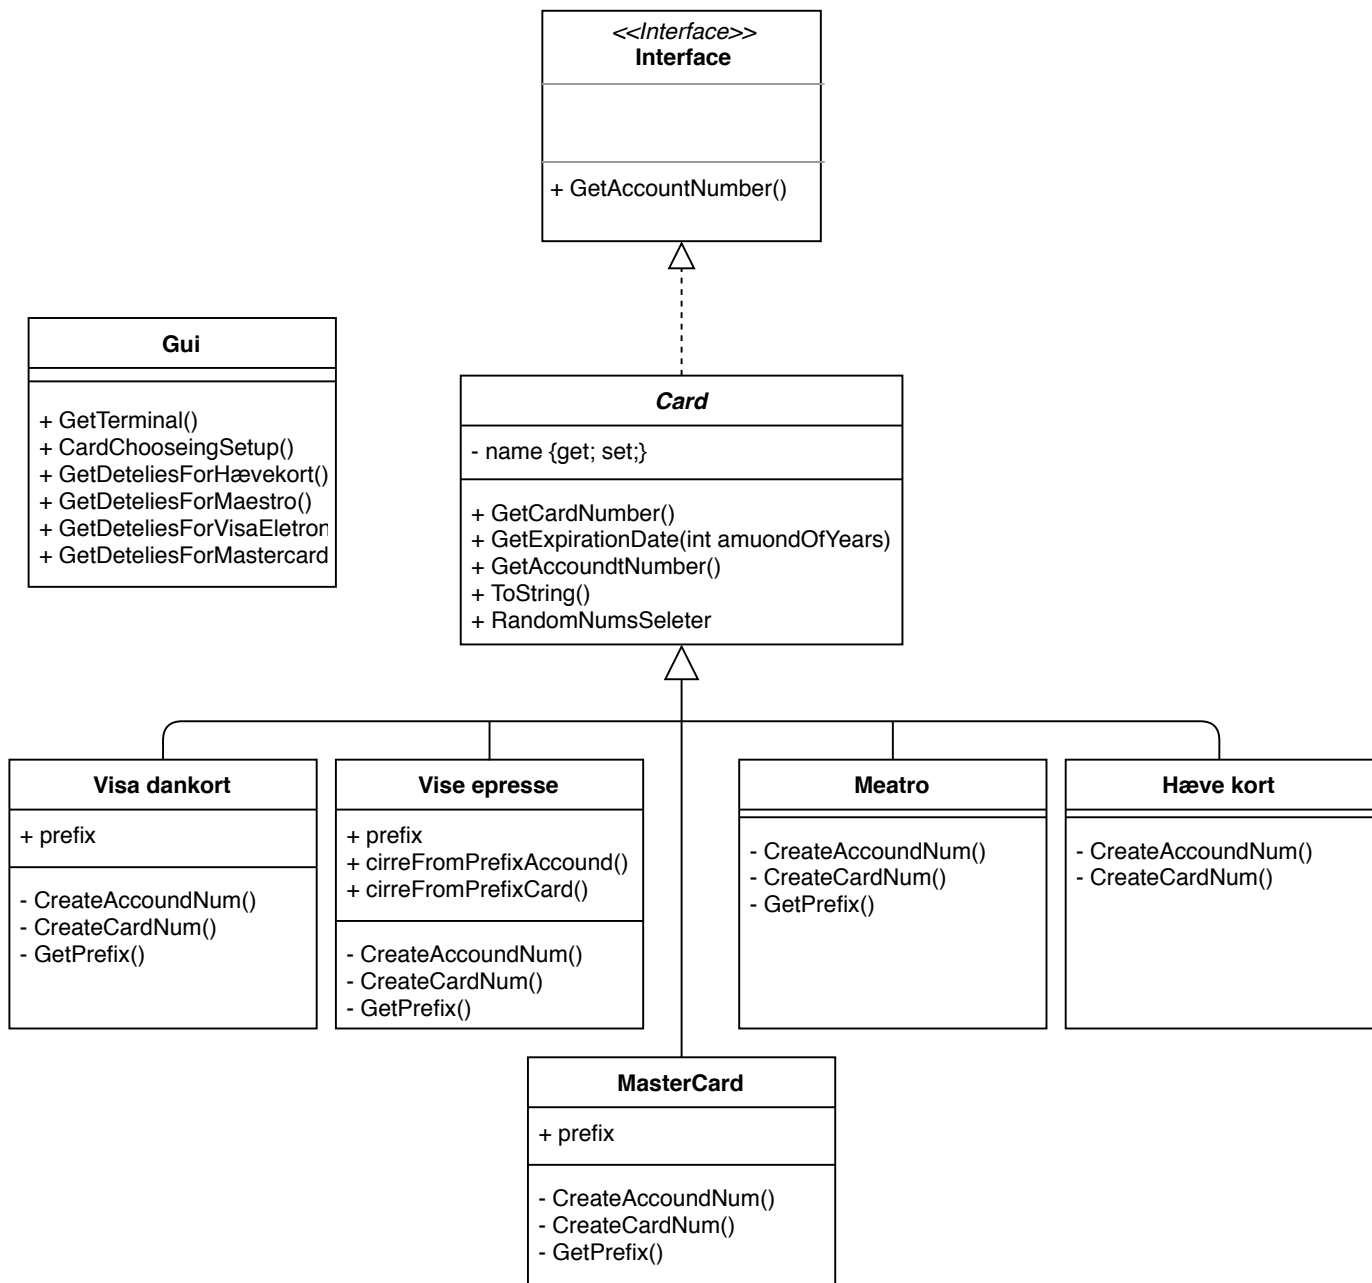 <<Interface>>
Interface
+ GetAccountNumber()
Gui
+ GetTerminal()
+ CardChooseingSetup()
+ GetDeteliesForHævekort()
+ GetDeteliesForMaestro()
+ GetDeteliesForVisaEletron
+ GetDeteliesForMastercard
Card
- name {get; set;}
+ GetCardNumber()
+ GetExpirationDate(int amuondOfYears)
+ GetAccoundtNumber()
+ ToString()
+ RandomNumsSeleter
Visa dankort
+ prefix
- CreateAccoundNum()
- CreateCardNum()
- GetPrefix()
Vise epresse
+ prefix
+ cirreFromPrefixAccound()
+ cirreFromPrefixCard()
- CreateAccoundNum()
- CreateCardNum()
- GetPrefix()
Meatro
- CreateAccoundNum()
- CreateCardNum()
- GetPrefix()
Hæve kort
- CreateAccoundNum()
- CreateCardNum()
MasterCard
+ prefix
- CreateAccoundNum()
- CreateCardNum()
- GetPrefix()